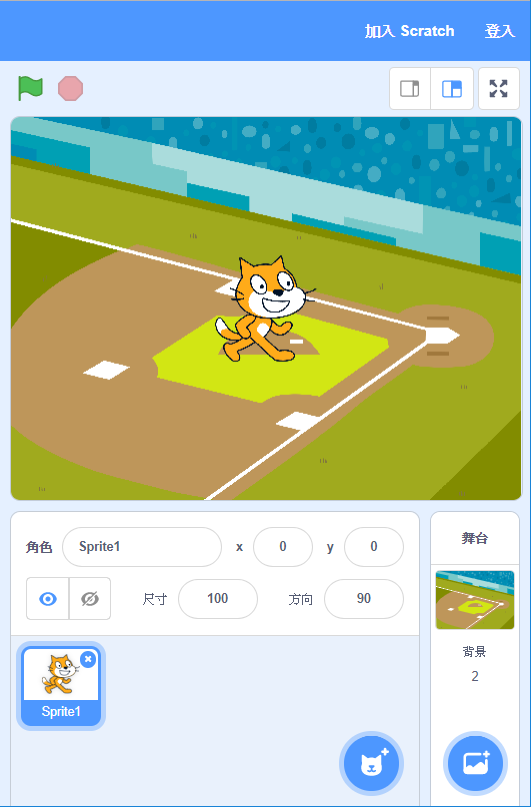 加入 Scratch 登入
角色 Sprite1 x 0 y 0
尺寸 100 方向 90
Sprite1
舞台
背景
2